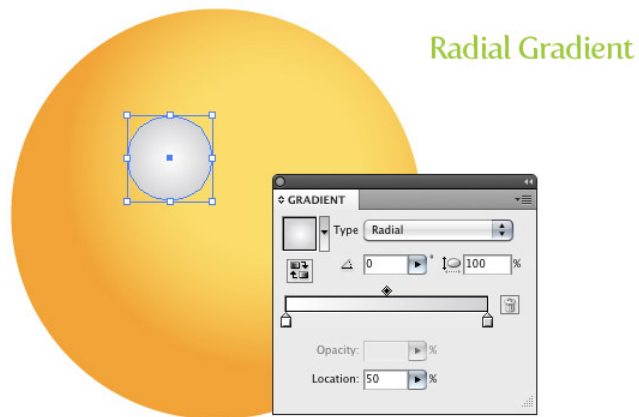 Radial Gradient
GRADIENT
Type Radial
0 ° 100 %
Opacity: %
Location: 50 %